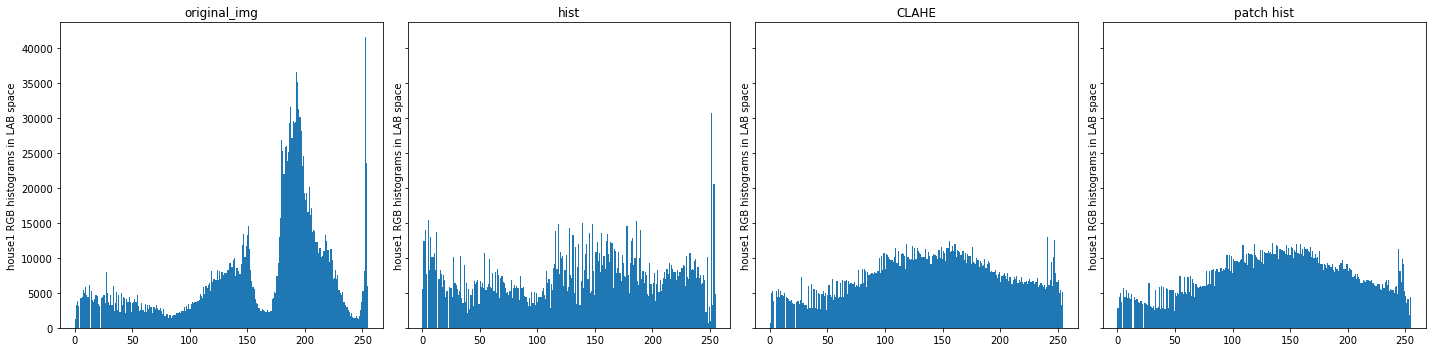 original_img
hist
CLAHE
patch hist
house1 RGB histograms in LAB space
house1 RGB histograms in LAB space
house1 RGB histograms in LAB space
house1 RGB histograms in LAB space
40000
35000
30000
25000
20000
15000
10000
5000
0
0 50 100 150 200 250
0 50 100 150 200 250
0 50 100 150 200 250
0 50 100 150 200 250